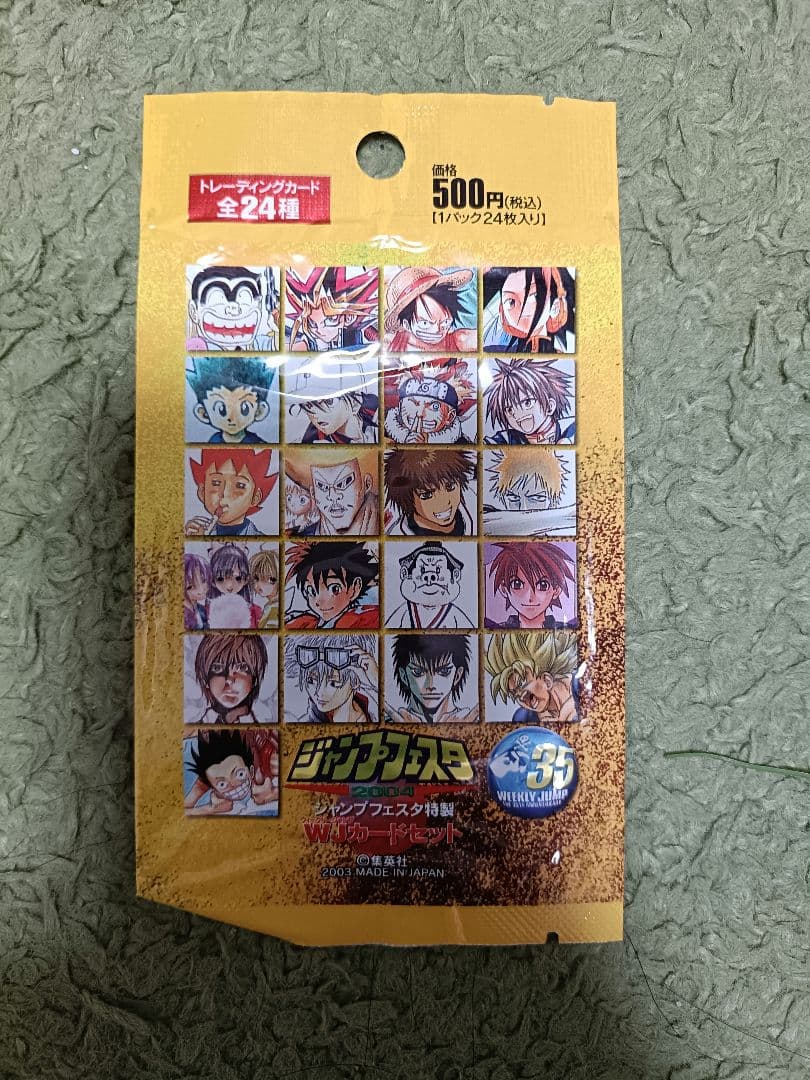 トレーディングカード
全24種
価格
500円(税込)
【1パック24枚入り】
ジャンプフェスタ
2004
ジャンプフェスタ特製
WJカードセット
35
WEEKLY JUMP
©集英社
2003 MADE IN JAPAN